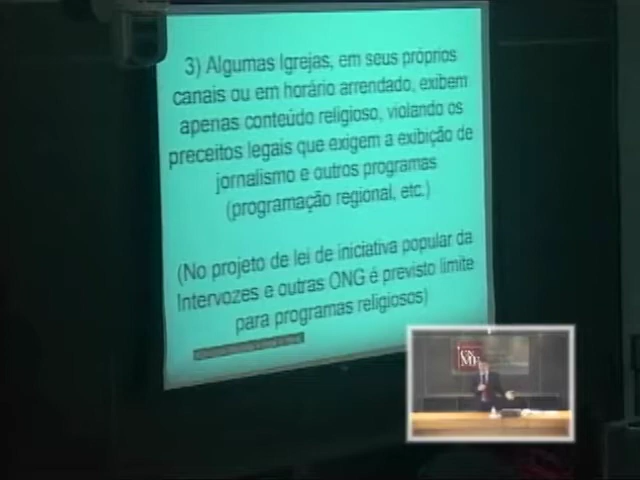 3) Algumas Igrejas, em seus próprios
canais ou em horário arrendado, exibem
apenas conteúdo religioso, violando os
preceitos legais que exigem a exibição de
jornalismo e outros programas
(programação regional, etc.)
(No projeto de lei de iniciativa popular da
Intervozes e outras ONG é previsto limite
para programas religiosos)